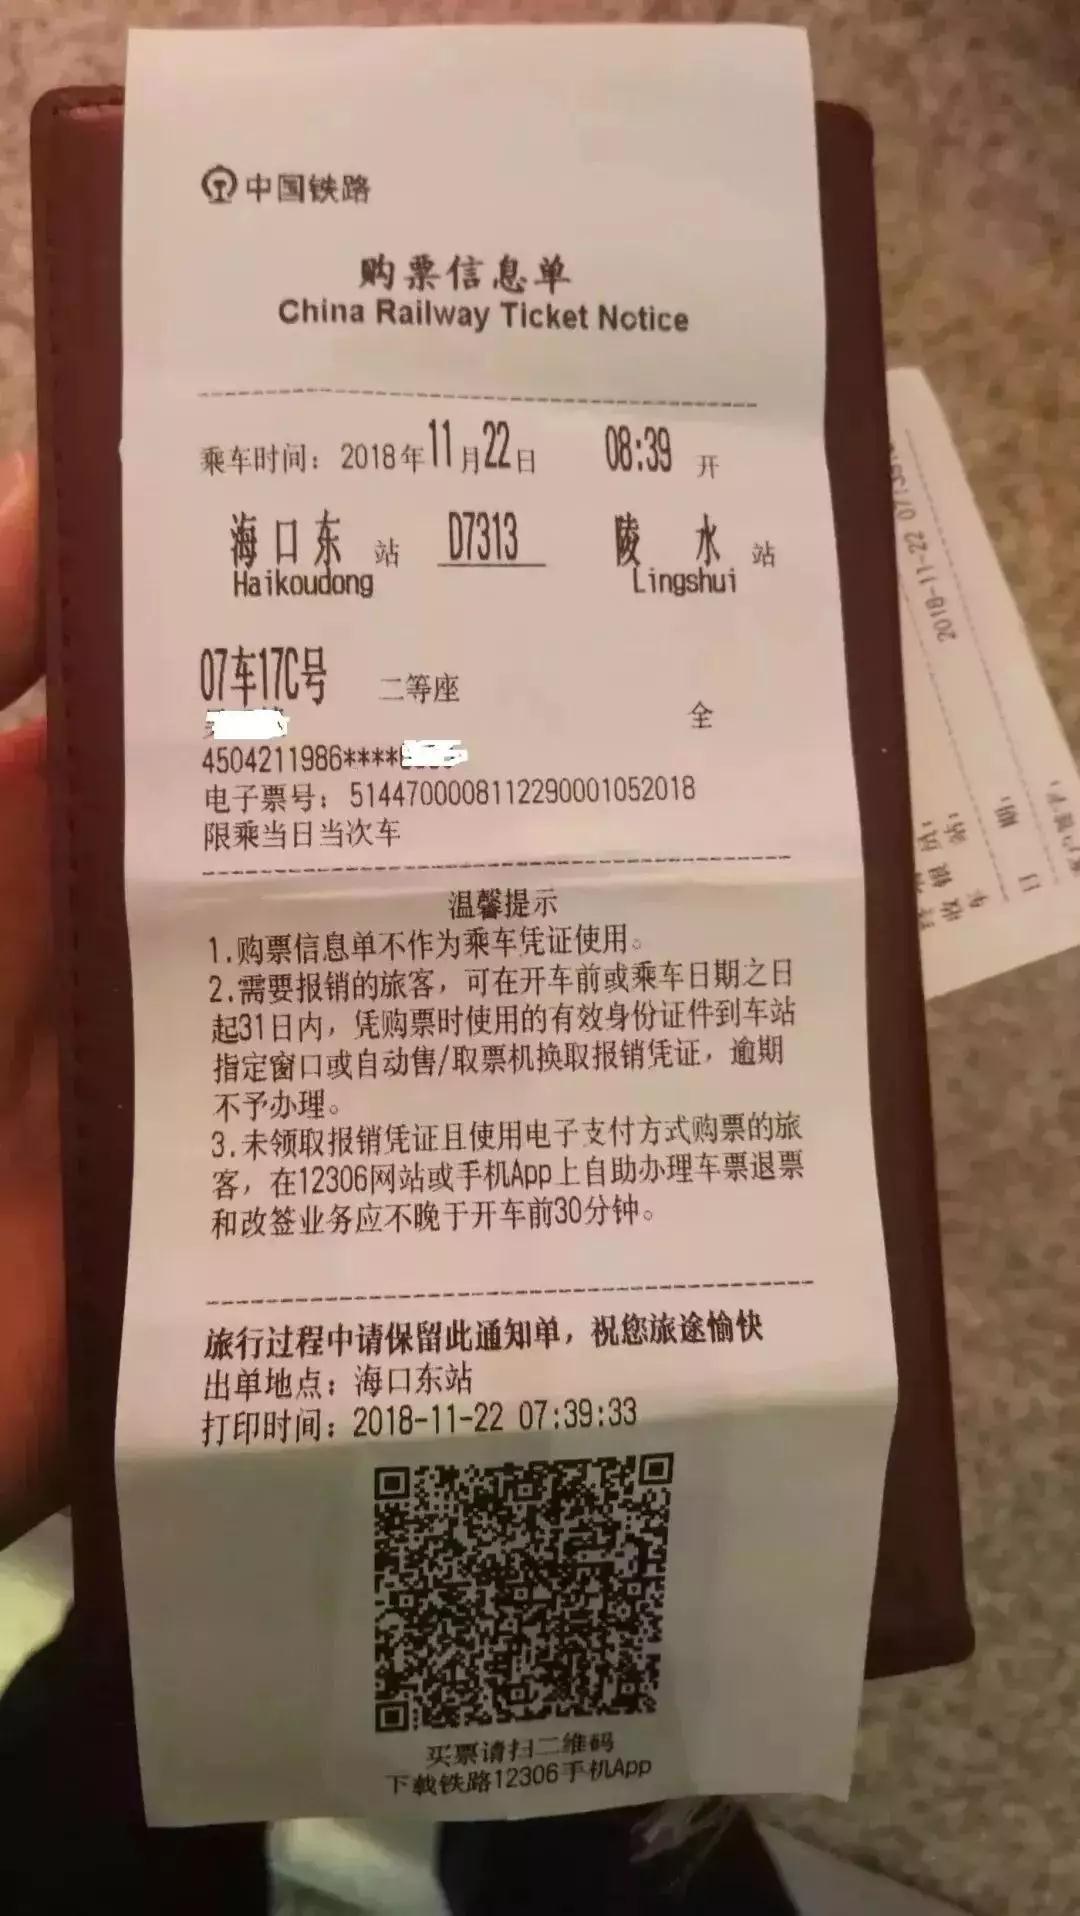 中国铁路
购票信息单
China Railway Ticket Notice
乘车时间：2018年11月22日 08:39 开
海口东 站 D7313 陵水 站
Haikoudong Lingshui
07车17C号 二等座
全
4504211986****
电子票号：5144700008112290001052018
限乘当日当次车
温馨提示
1.购票信息单不作为乘车凭证使用。
2.需要报销的旅客，可在开车前或乘车日期之日
起31日内，凭购票时使用的有效身份证件到车站
指定窗口或自动售/取票机换取报销凭证，逾期
不予办理。
3.未领取报销凭证且使用电子支付方式购票的旅
客，在12306网站或手机App上自助办理车票退票
和改签业务应不晚于开车前30分钟。
旅行过程中请保留此通知单，祝您旅途愉快
出单地点：海口东站
打印时间：2018-11-22 07:39:33
买票请扫二维码
下载铁路12306手机App
2018-11-22
收银员：
车站：
日期：